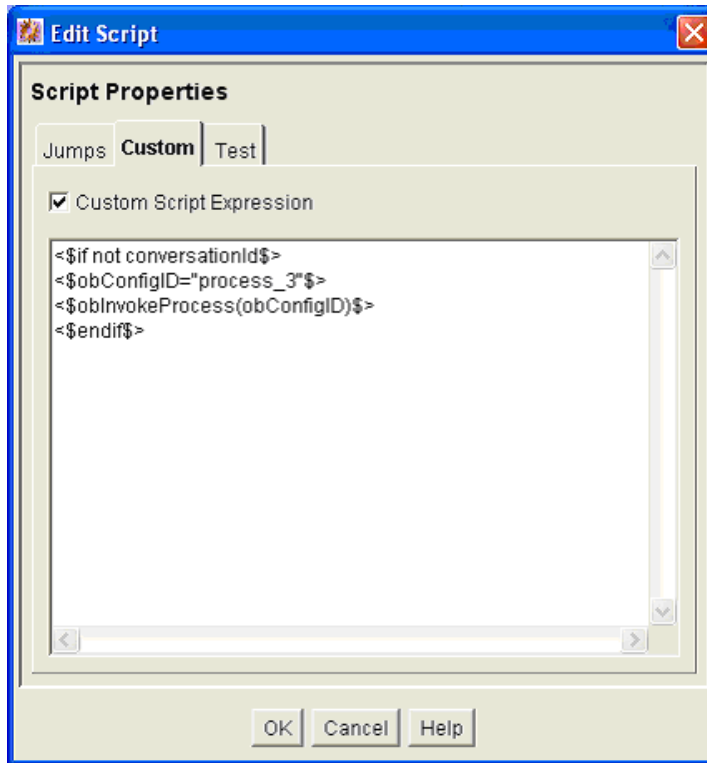 Edit Script
Script Properties
Jumps Custom Test
Custom Script Expression
<$if not conversationId$>
<$obConfigID="process_3"$>
<$obInvokeProcess(obConfigID)$>
<$endif$>
OK Cancel Help